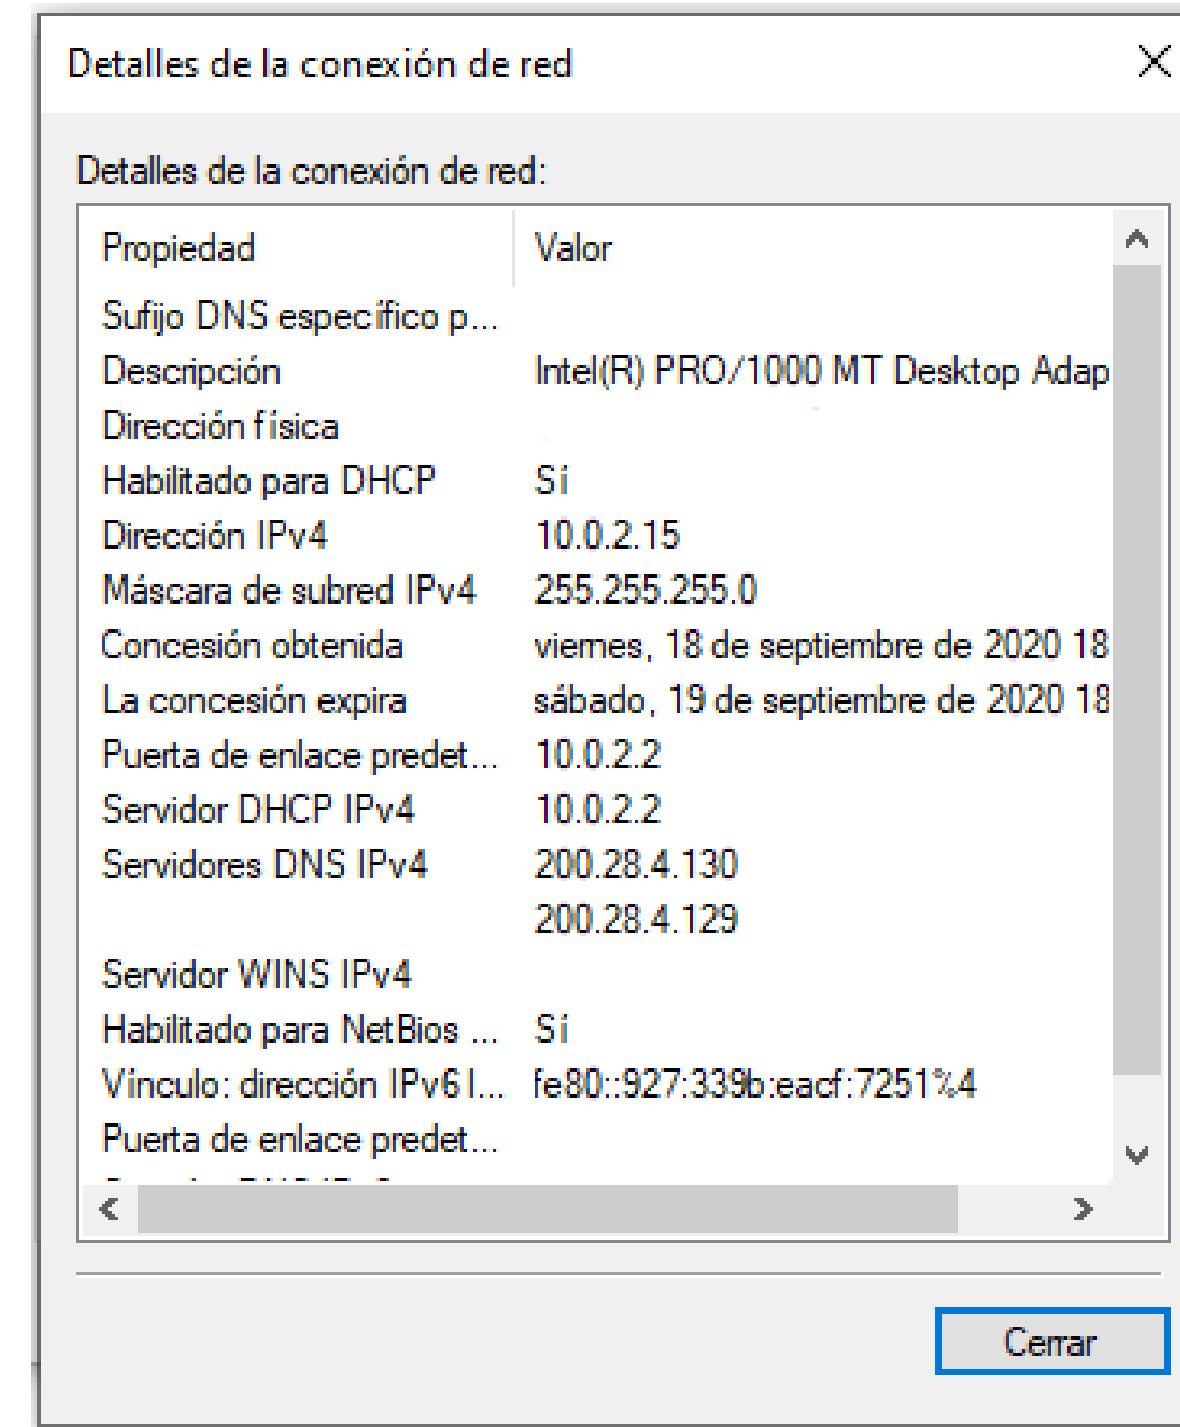 Detalles de la conexión de red
Detalles de la conexión de red:
Propiedad Valor
Sufijo DNS específico p...
Descripción Intel(R) PRO/1000 MT Desktop Adap
Dirección física
Habilitado para DHCP Sí
Dirección IPv4 10.0.2.15
Máscara de subred IPv4 255.255.255.0
Concesión obtenida viernes, 18 de septiembre de 2020 18
La concesión expira sábado, 19 de septiembre de 2020 18
Puerta de enlace predet... 10.0.2.2
Servidor DHCP IPv4 10.0.2.2
Servidores DNS IPv4 200.28.4.130
200.28.4.129
Servidor WINS IPv4
Habilitado para NetBios ... Sí
Vínculo: dirección IPv6 l... fe80::927:339b:eacf:7251%4
Puerta de enlace predet...
Cerrar